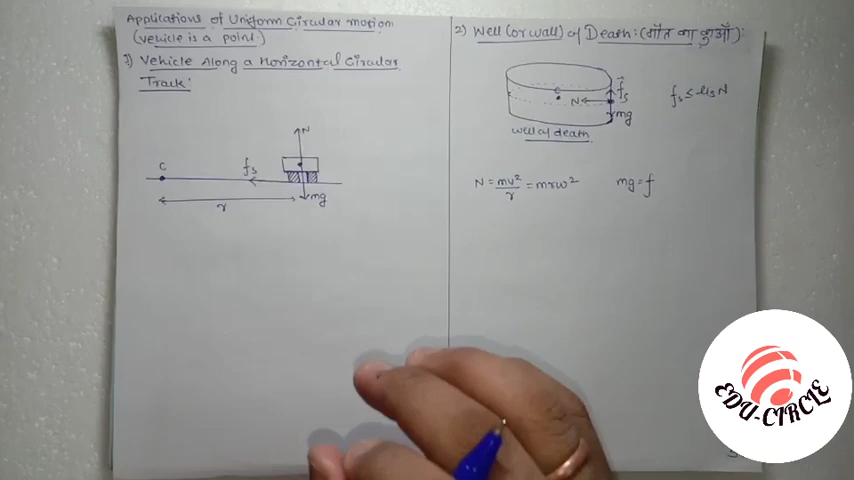 Applications of Uniform Circular motion
(vehicle is a point)
1) Vehicle Along a Horizontal Circular
Track:
N
C
fs
mg
r
2) Well (or wall) of Death: (मौत का कुआँ):
C
N
fs
mg
fs ≤ μsN
well of death
N = mv²/r = mrω²
mg = f
EDU-CIRCLE